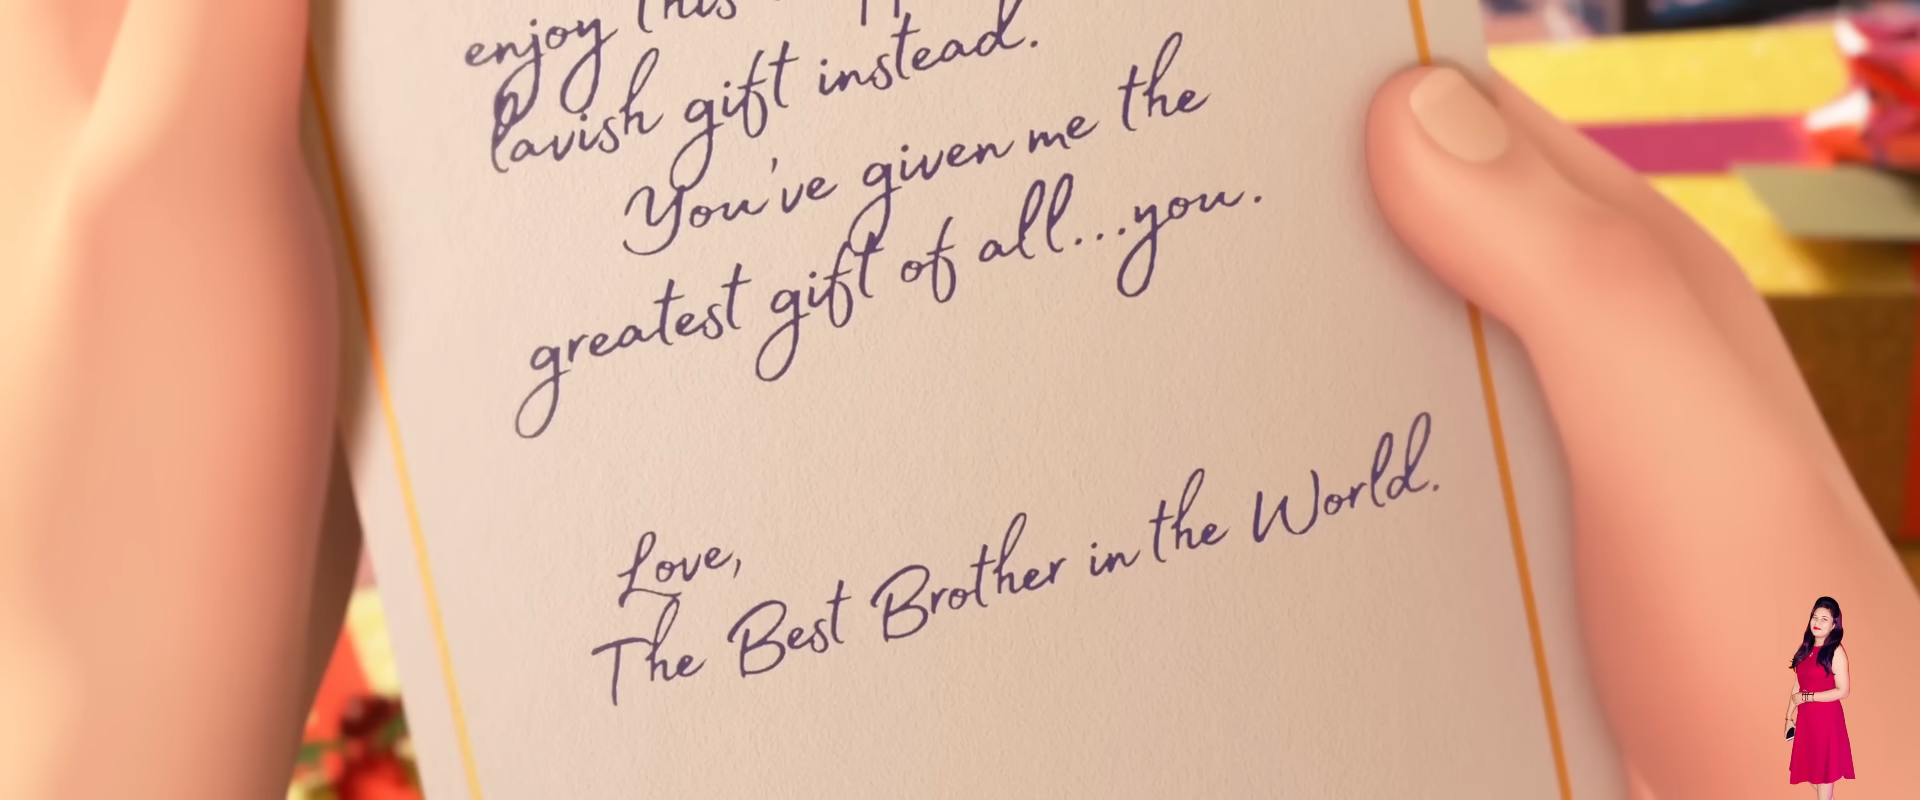 enjoy this
lavish gift instead.
You've given me the
greatest gift of all...you.
Love,
The Best Brother in the World.